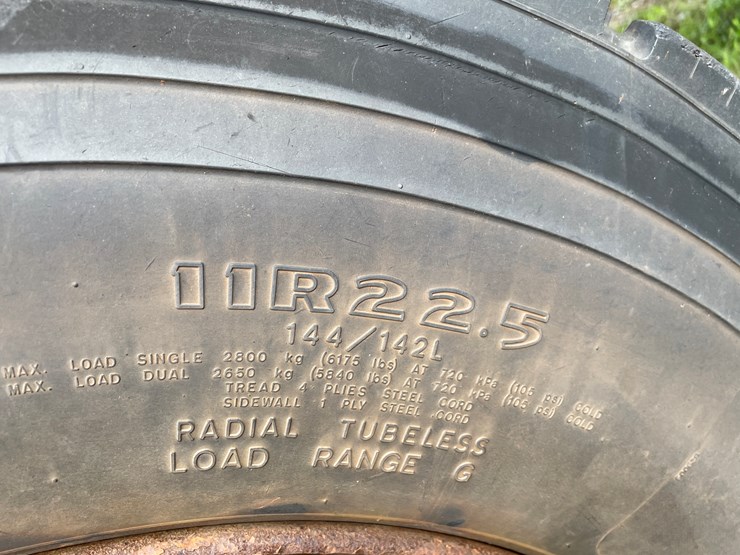 11R22.5
144/142L
MAX. LOAD SINGLE 2800 kg (6175 lbs) AT 720 kPa (105 psi) COLD
MAX. LOAD DUAL 2650 kg (5840 lbs) AT 720 kPa (105 psi) COLD
TREAD 4 PLIES STEEL CORD
SIDEWALL 1 PLY STEEL CORD
RADIAL TUBELESS
LOAD RANGE G